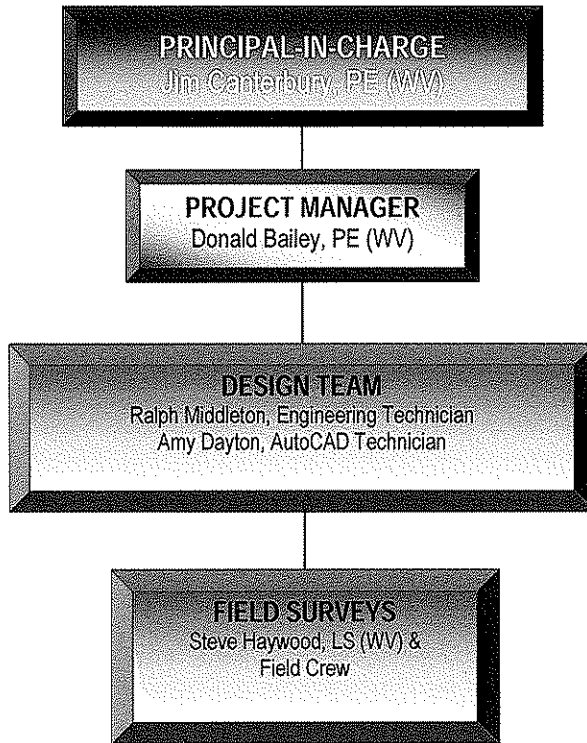 PRINCIPAL-IN-CHARGE
Jim Canterbury, PE (WV)
PROJECT MANAGER
Donald Bailey, PE (WV)
DESIGN TEAM
Ralph Middleton, Engineering Technician
Amy Dayton, AutoCAD Technician
FIELD SURVEYS
Steve Haywood, LS (WV) &
Field Crew